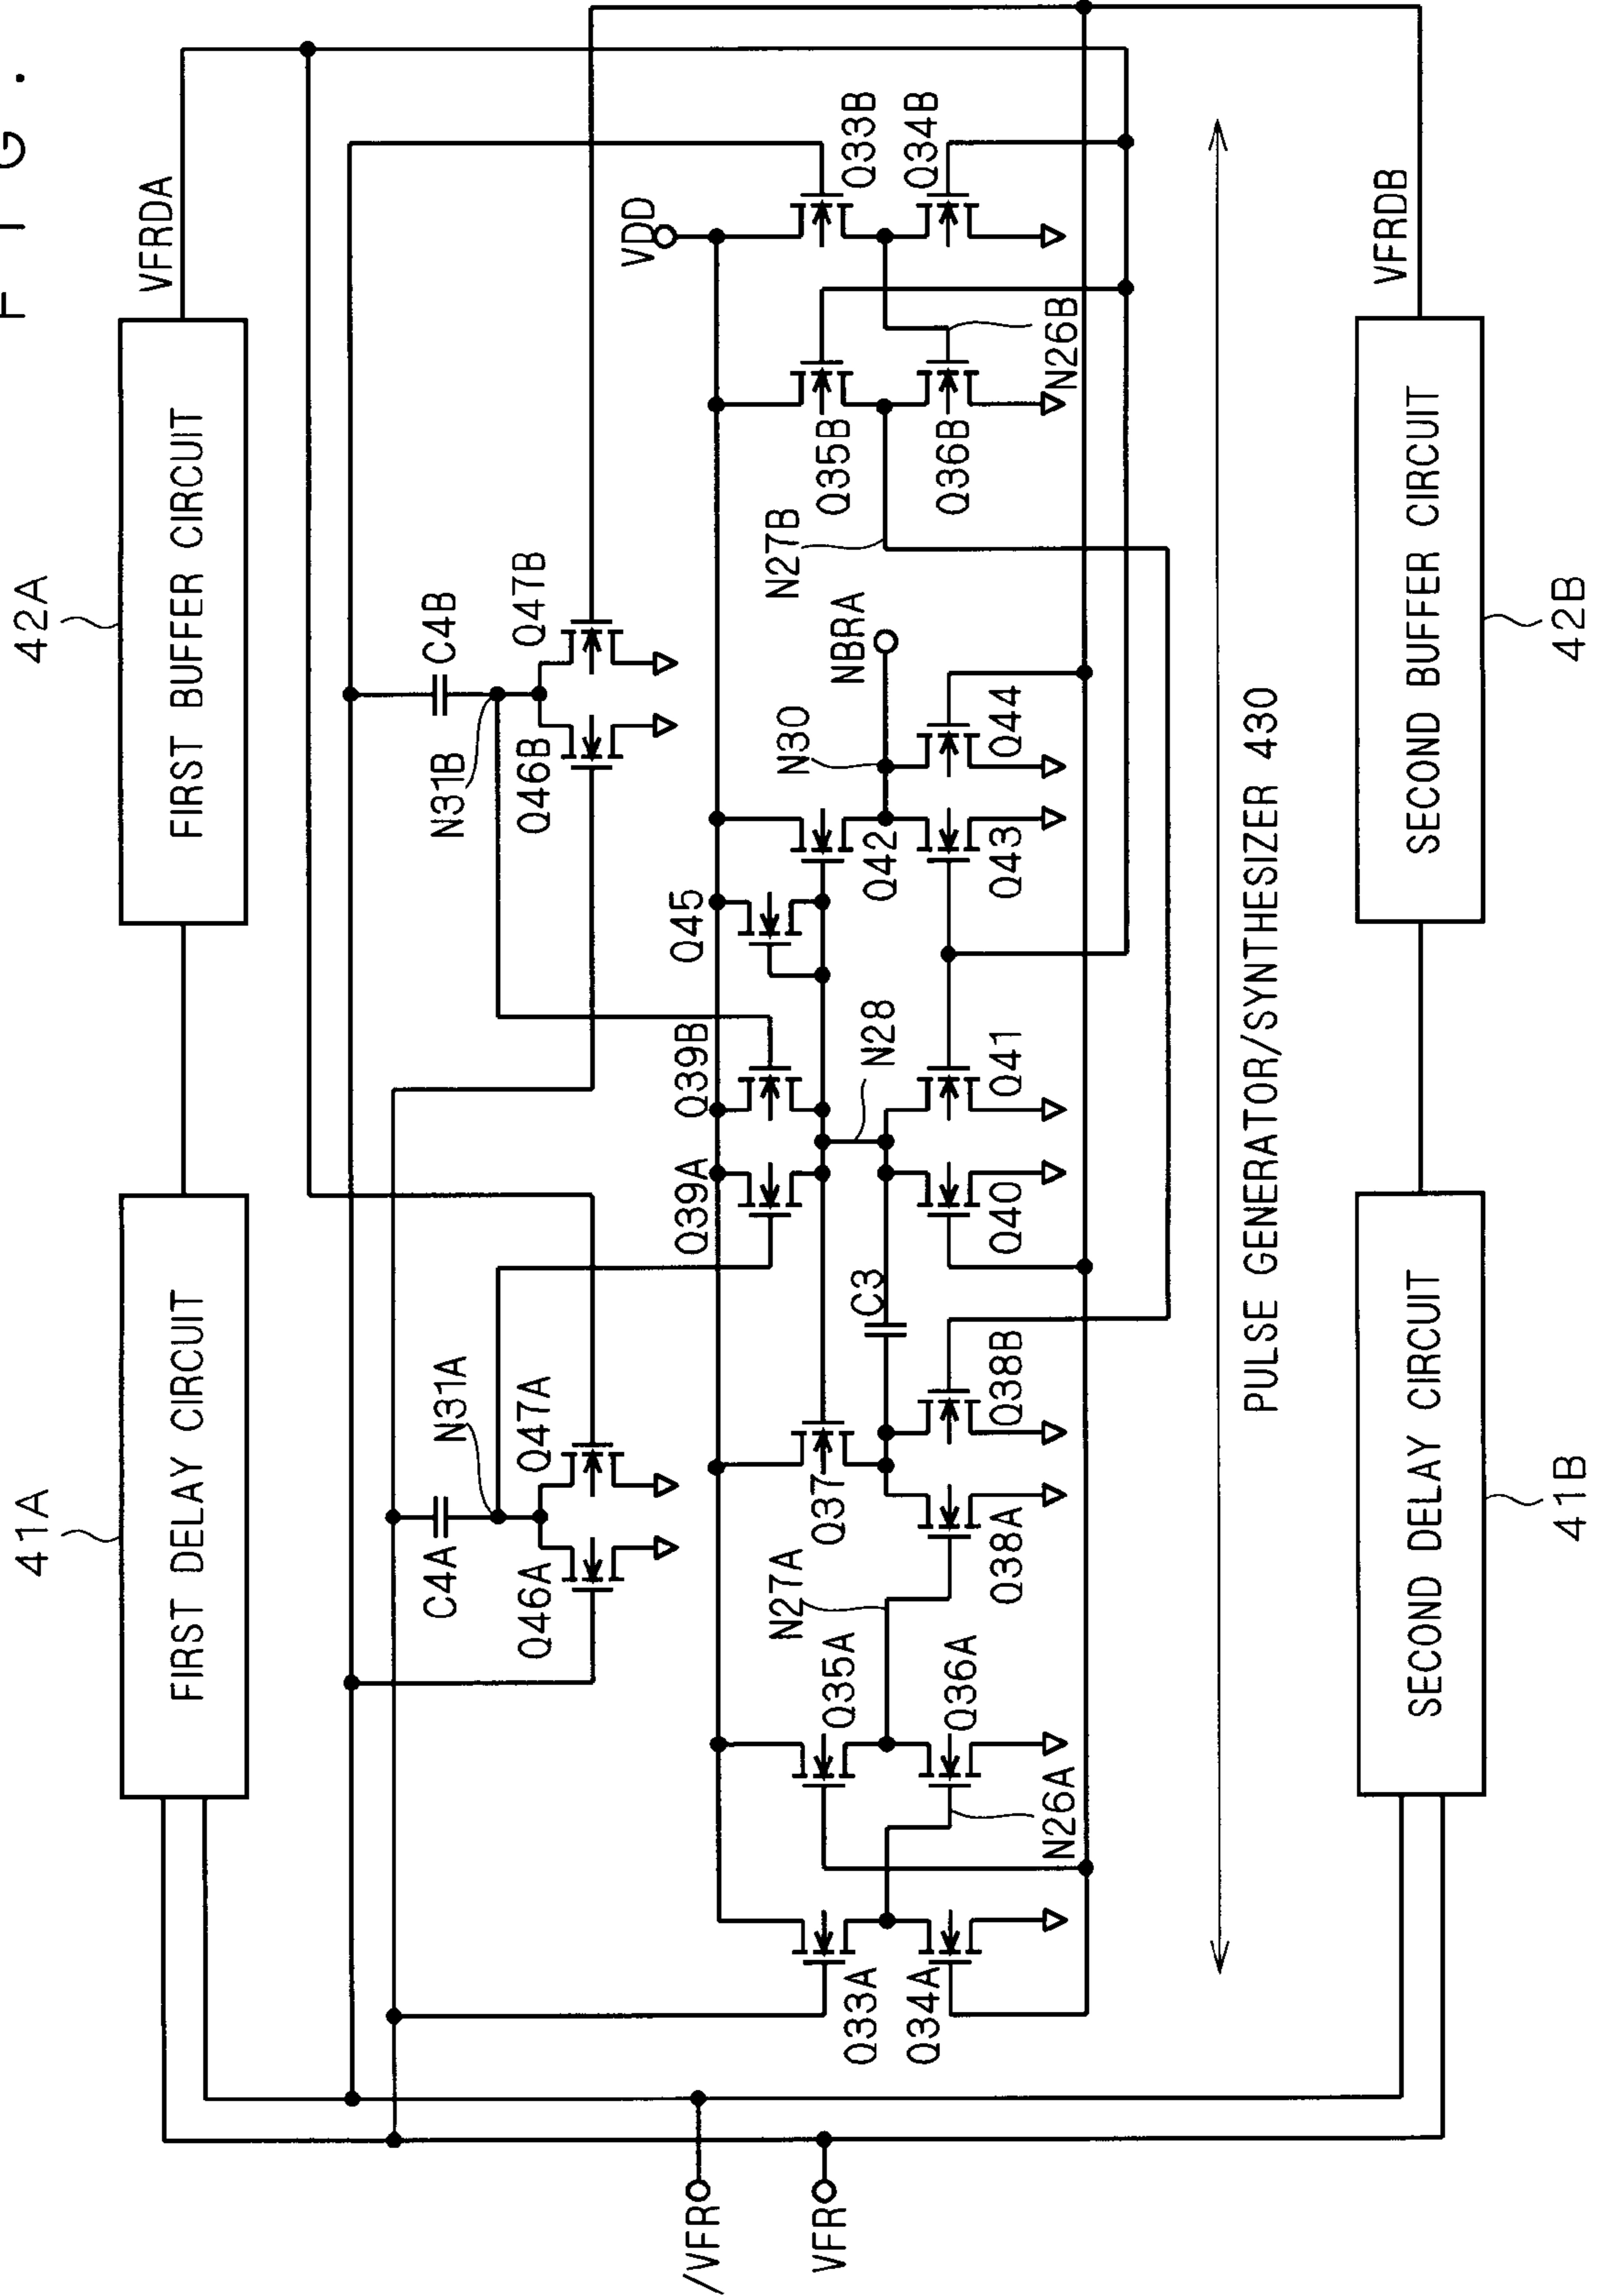 FIG.
42A
41A
FIRST BUFFER CIRCUIT
FIRST DELAY CIRCUIT
VFRDA
C4B
N31B
Q47B
Q46B
C4A
N31A
Q47A
Q46A
VDD
Q33B
Q34B
Q35B
Q36B
N26B
N27B
NBRA
N30
Q45
Q42
Q44
Q43
Q39B
Q39A
N28
Q41
Q40
C3
Q37
Q38B
Q38A
N27A
Q35A
Q36A
N26A
Q33A
Q34A
/VFR
VFR
PULSE GENERATOR/SYNTHESIZER 430
VFRDB
SECOND BUFFER CIRCUIT
SECOND DELAY CIRCUIT
42B
41B